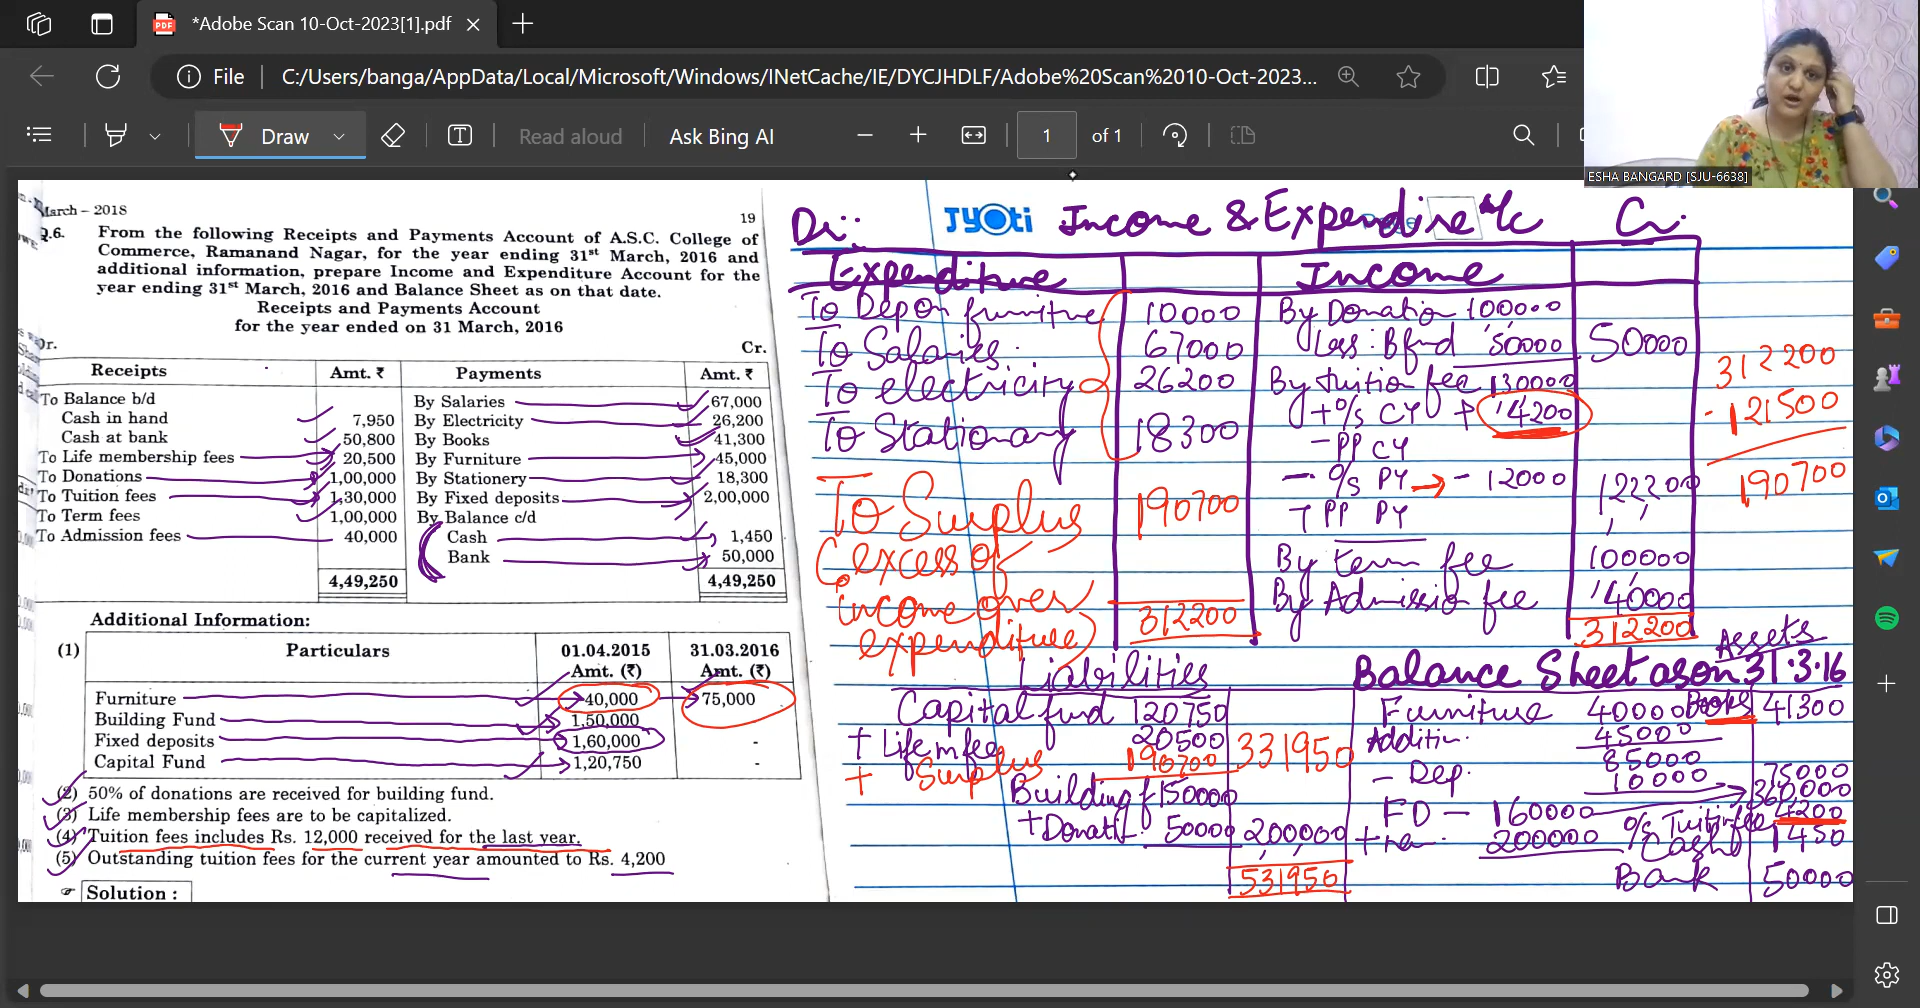 *Adobe Scan 10-Oct-2023[1].pdf
File
C:/Users/banga/AppData/Local/Microsoft/Windows/INetCache/IE/DYCJHDLF/Adobe%20Scan%2010-Oct-2023...
Draw
Read aloud
Ask Bing AI
1
of 1
ESHA BANGARD [SJU-6638]
March – 2018
19
Q.6. From the following Receipts and Payments Account of A.S.C. College of
Commerce, Ramanand Nagar, for the year ending 31st March, 2016 and
additional information, prepare Income and Expenditure Account for the
year ending 31st March, 2016 and Balance Sheet as on that date.
Receipts and Payments Account
for the year ended on 31 March, 2016
Dr. Cr.
Receipts Amt. ₹ Payments Amt. ₹
To Balance b/d By Salaries 67,000
Cash in hand 7,950 By Electricity 26,200
Cash at bank 50,800 By Books 41,300
To Life membership fees 20,500 By Furniture 45,000
To Donations 1,00,000 By Stationery 18,300
To Tuition fees 1,30,000 By Fixed deposits 2,00,000
To Term fees 1,00,000 By Balance c/d
To Admission fees 40,000 Cash 1,450
Bank 50,000
4,49,250 4,49,250
Additional Information:
(1) Particulars 01.04.2015 31.03.2016
Amt. (₹) Amt. (₹)
Furniture 40,000 75,000
Building Fund 1,50,000
Fixed deposits 1,60,000 -
Capital Fund 1,20,750 -
(2) 50% of donations are received for building fund.
(3) Life membership fees are to be capitalized.
(4) Tuition fees includes Rs. 12,000 received for the last year.
(5) Outstanding tuition fees for the current year amounted to Rs. 4,200
Solution :
JYOTI
Dr. Income & Expendire A/c Cr.
Expenditure Income
To Dep on furnitre 10000 By Donation 100000
To Salaries 67000 Less: B fund 50000 50000
To electricity 26200 By tuition fee 130000
To Stationary 18300 + o/s CY + 4200
- PP CY
- o/s PY → - 12000 122200
+ PP PY
To Surplus 190700
(excess of
income over
expenditure)
By term fee 100000
By Admission fee 40000
312200 312200
312200
- 121500
190700
Liabilities Balance Sheet as on 31.3.16
Assets
Capital fund 120750
+ Life m fee 20500
+ Surplus 190700 331950
Building f 150000
+ Donati. 50000 200000
531950
Furniture 40000
Addition. 45000
85000
- Dep. 10000 75000
Books 41300
FD - 160000 360000
200000
o/s Tuition fee 4200
Cash 1450
Bank 50000